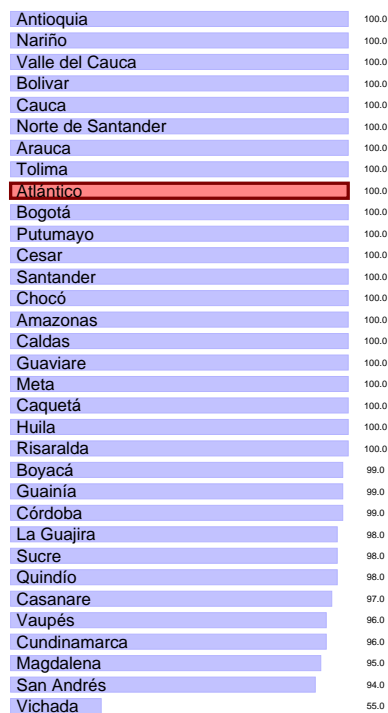 Antioquia 100.0
Nariño 100.0
Valle del Cauca 100.0
Bolivar 100.0
Cauca 100.0
Norte de Santander 100.0
Arauca 100.0
Tolima 100.0
Atlántico 100.0
Bogotá 100.0
Putumayo 100.0
Cesar 100.0
Santander 100.0
Chocó 100.0
Amazonas 100.0
Caldas 100.0
Guaviare 100.0
Meta 100.0
Caquetá 100.0
Huila 100.0
Risaralda 100.0
Boyacá 99.0
Guainía 99.0
Córdoba 99.0
La Guajira 98.0
Sucre 98.0
Quindío 98.0
Casanare 97.0
Vaupés 96.0
Cundinamarca 96.0
Magdalena 95.0
San Andrés 94.0
Vichada 55.0